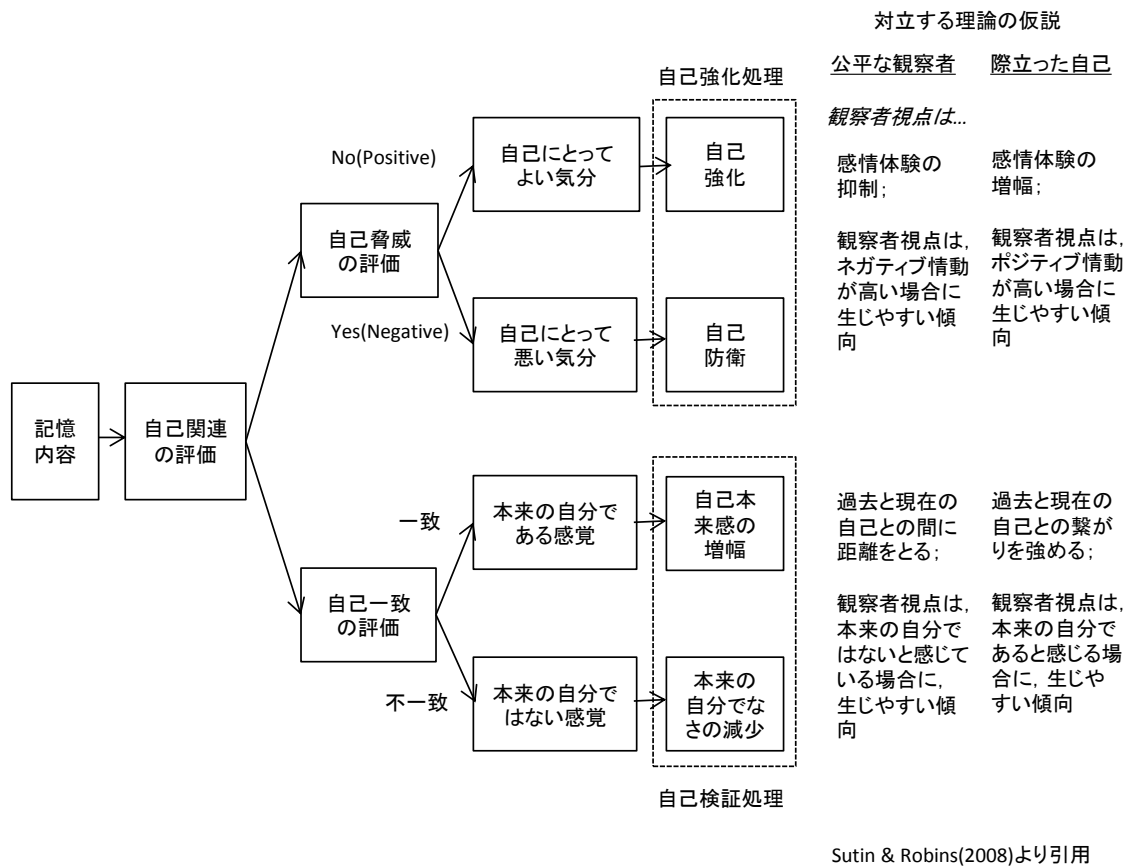 対立する理論の仮説
公平な観察者
際立った自己
観察者視点は...
自己強化処理
No(Positive)
自己にとって
よい気分
自己
強化
感情体験の
抑制;
感情体験の
増幅;
自己脅威
の評価
観察者視点は,
ネガティブ情動
が高い場合に
生じやすい傾
向
観察者視点は,
ポジティブ情動
が高い場合に
生じやすい傾
向
Yes(Negative)
自己にとって
悪い気分
自己
防衛
記憶
内容
自己関連
の評価
一致
本来の自分で
ある感覚
自己本
来感の
増幅
過去と現在の
自己との間に
距離をとる;
過去と現在の
自己との繋が
りを強める;
自己一致
の評価
観察者視点は,
本来の自分で
はないと感じて
いる場合に,
生じやすい傾
向
観察者視点は,
本来の自分で
あると感じる場
合に, 生じや
すい傾向
不一致
本来の自分で
はない感覚
本来の
自分でな
さの減少
自己検証処理
Sutin & Robins(2008)より引用